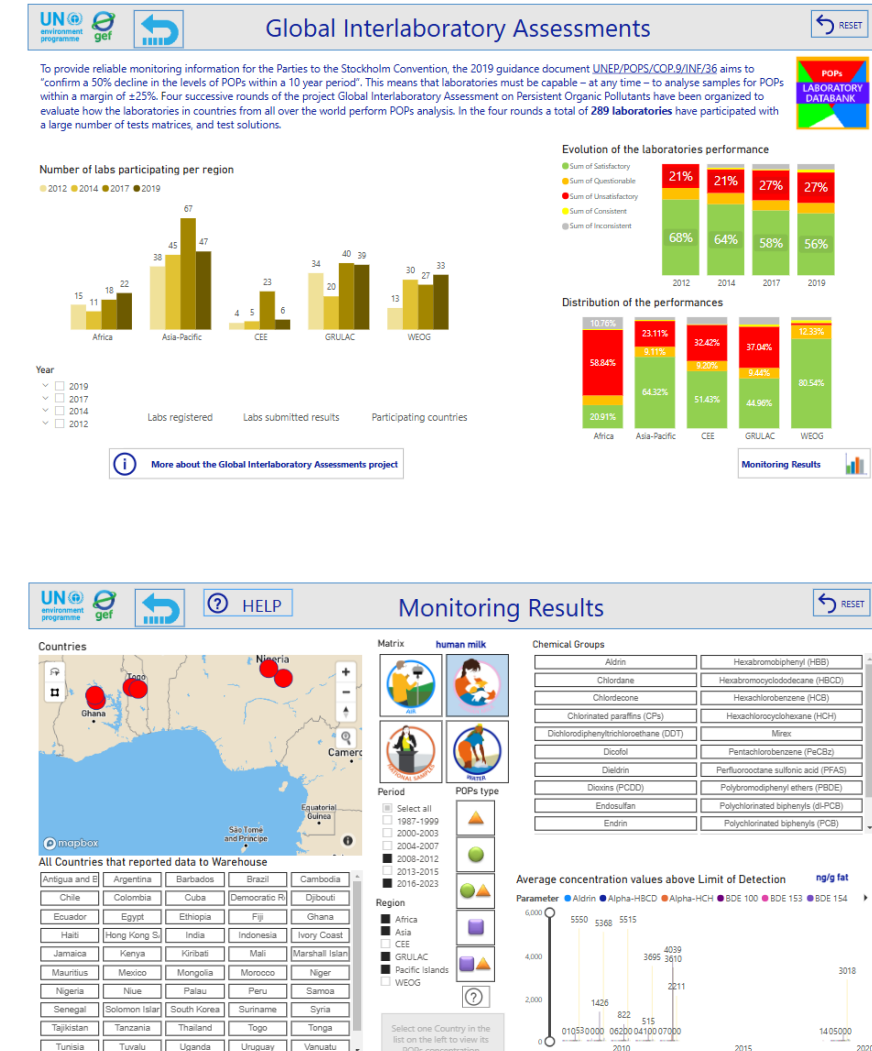 UN environment programme
gef
Global Interlaboratory Assessments
RESET
To provide reliable monitoring information for the Parties to the Stockholm Convention, the 2019 guidance document UNEP/POPS/COP.9/INF/36 aims to
"confirm a 50% decline in the levels of POPs within a 10 year period". This means that laboratories must be capable – at any time – to analyse samples for POPs
within a margin of ±25%. Four successive rounds of the project Global Interlaboratory Assessment on Persistent Organic Pollutants have been organized to
evaluate how the laboratories in countries from all over the world perform POPs analysis. In the four rounds a total of 289 laboratories have participated with
a large number of tests matrices, and test solutions.
POPs
LABORATORY
DATABANK
Number of labs participating per region
2012 2014 2017 2019
15 11 18 22
38 45 67 47
4 5 23 6
34 20 40 39
13 30 27 33
Africa Asia-Pacific CEE GRULAC WEOG
Evolution of the laboratories performance
Sum of Satisfactory
Sum of Questionable
Sum of Unsatisfactory
Sum of Consistent
Sum of Inconsistent
21% 21% 27% 27%
68% 64% 58% 56%
2012 2014 2017 2019
Distribution of the performances
10.76%
58.84%
20.91%
23.11%
9.11%
64.32%
32.42%
9.20%
51.43%
37.04%
9.44%
44.96%
12.33%
80.54%
Africa Asia-Pacific CEE GRULAC WEOG
Year
2019
2017
2014
2012
Labs registered Labs submitted results Participating countries
More about the Global Interlaboratory Assessments project
Monitoring Results
UN environment programme
gef
HELP
Monitoring Results
RESET
Countries
Nigeria
Togo
Ghana
Camerc
Equatorial
Guinea
São Tomé
and Príncipe
mapbox
Matrix human milk
AIR
NATIONAL SAMPLES
WATER
Period
Select all
1987-1999
2000-2003
2004-2007
2008-2012
2013-2015
2016-2023
Region
Africa
Asia
CEE
GRULAC
Pacific Islands
WEOG
POPs type
Select one Country in the
list on the left to view its
POPs concentration
Chemical Groups
Aldrin Hexabromobiphenyl (HBB)
Chlordane Hexabromocyclododecane (HBCD)
Chlordecone Hexachlorobenzene (HCB)
Chlorinated paraffins (CPs) Hexachlorocyclohexane (HCH)
Dichlorodiphenyltrichloroethane (DDT) Mirex
Dicofol Pentachlorobenzene (PeCBz)
Dieldrin Perfluorooctane sulfonic acid (PFAS)
Dioxins (PCDD) Polybromodiphenyl ethers (PBDE)
Endosulfan Polychlorinated biphenyls (dl-PCB)
Endrin Polychlorinated biphenyls (PCB)
All Countries that reported data to Warehouse
Antigua and E Argentina Barbados Brazil Cambodia
Chile Colombia Cuba Democratic R Djibouti
Ecuador Egypt Ethiopia Fiji Ghana
Haiti Hong Kong S India Indonesia Ivory Coast
Jamaica Kenya Kiribati Mali Marshall Islan
Mauritius Mexico Mongolia Morocco Niger
Nigeria Niue Palau Peru Samoa
Senegal Solomon Islar South Korea Suriname Syria
Tajikistan Tanzania Thailand Togo Tonga
Tunisia Tuvalu Uganda Uruguay Vanuatu
Average concentration values above Limit of Detection ng/g fat
Parameter Aldrin Alpha-HBCD Alpha-HCH BDE 100 BDE 153 BDE 154
6,000
4,000
2,000
0
5550 5368 5515
3695 4039
3610
2211
1426
822
515
3018
2010 2015 2020